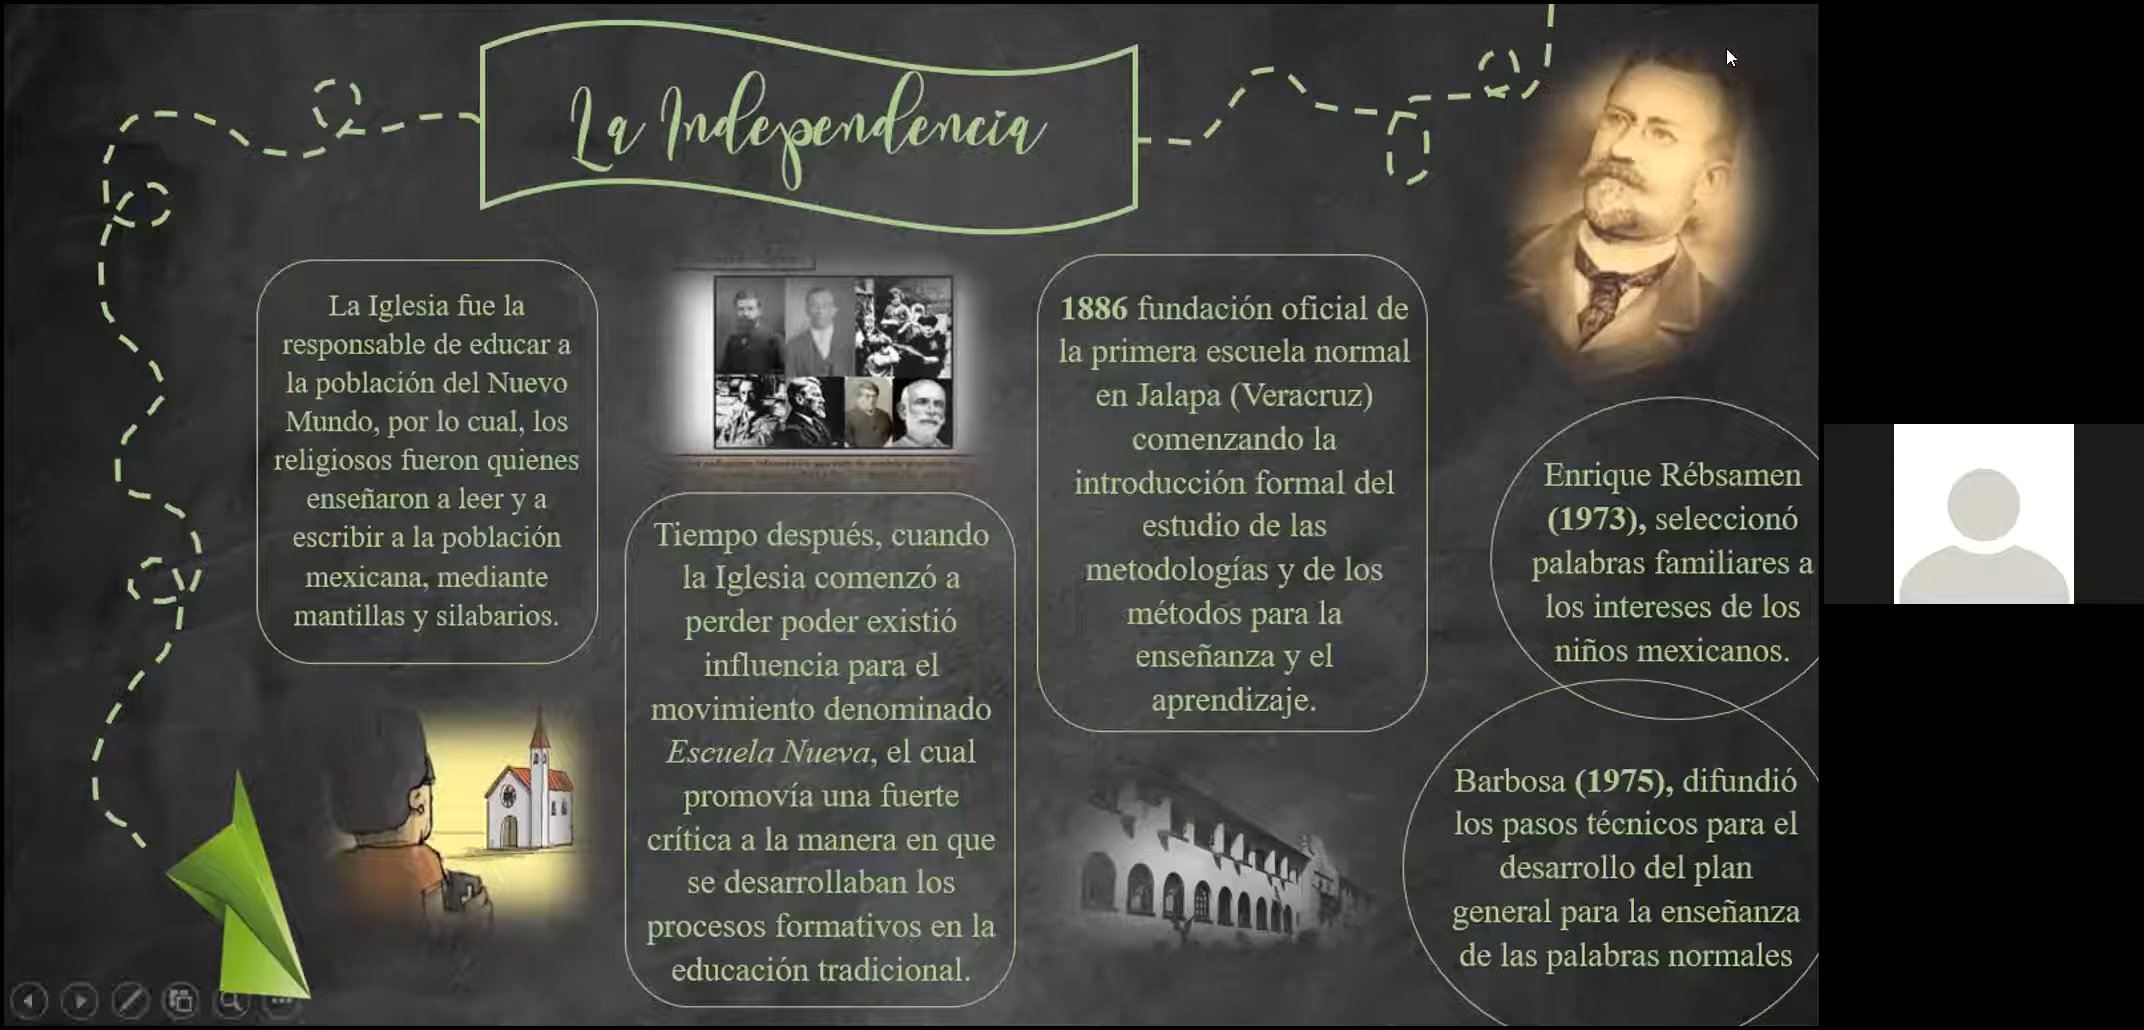 La Independencia
La Iglesia fue la
responsable de educar a
la población del Nuevo
Mundo, por lo cual, los
religiosos fueron quienes
enseñaron a leer y a
escribir a la población
mexicana, mediante
mantillas y silabarios.
Tiempo después, cuando
la Iglesia comenzó a
perder poder existió
influencia para el
movimiento denominado
Escuela Nueva, el cual
promovía una fuerte
crítica a la manera en que
se desarrollaban los
procesos formativos en la
educación tradicional.
1886 fundación oficial de
la primera escuela normal
en Jalapa (Veracruz)
comenzando la
introducción formal del
estudio de las
metodologías y de los
métodos para la
enseñanza y el
aprendizaje.
Enrique Rébsamen
(1973), seleccionó
palabras familiares a
los intereses de los
niños mexicanos.
Barbosa (1975), difundió
los pasos técnicos para el
desarrollo del plan
general para la enseñanza
de las palabras normales